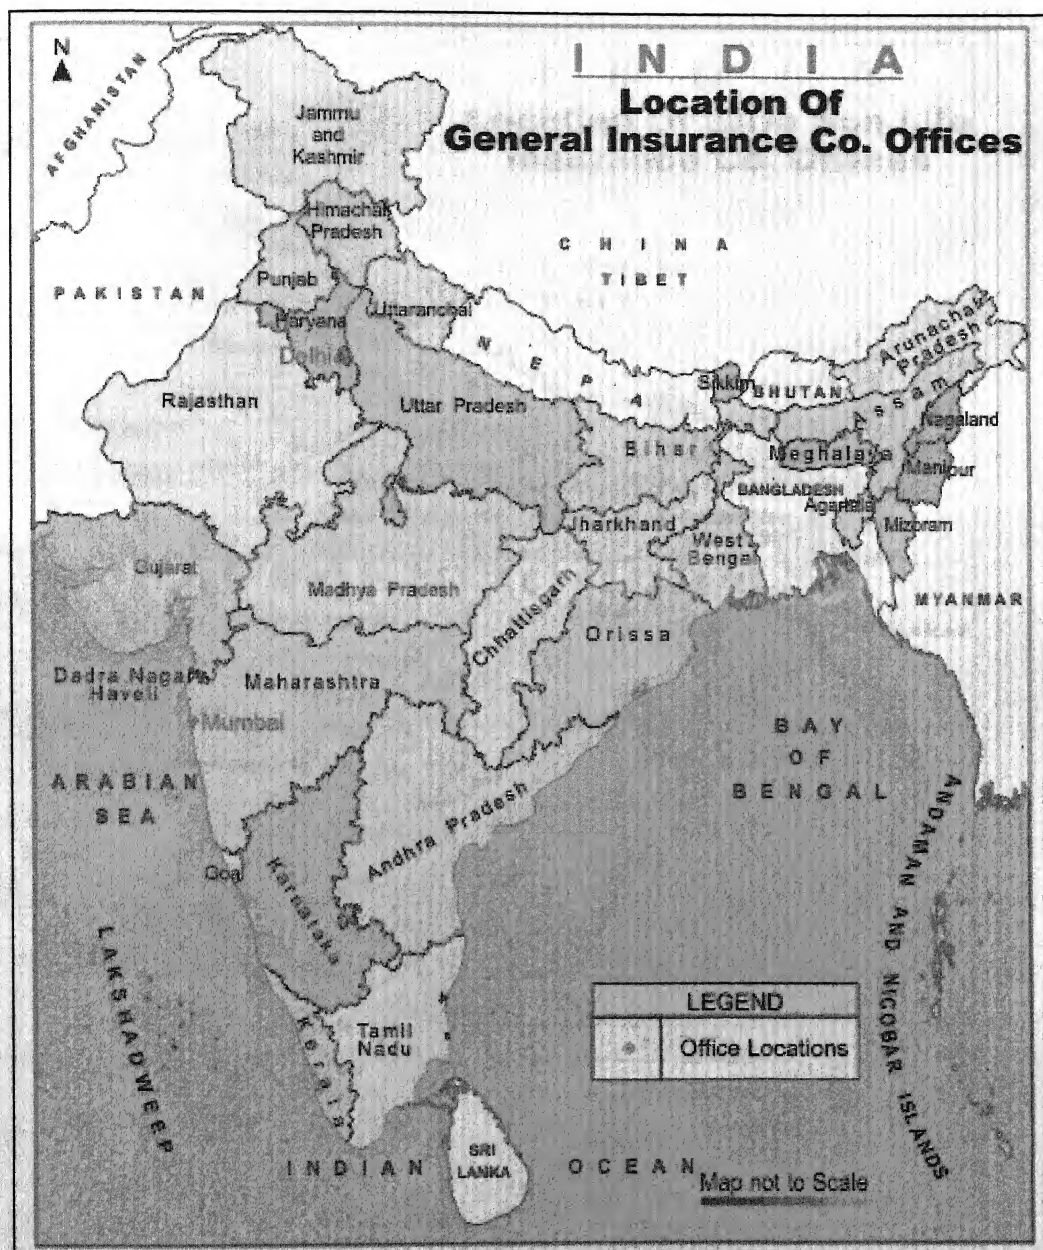 N
INDIA
Location Of
General Insurance Co. Offices
AFGHANISTAN
Jammu
and
Kashmir
Himachal
Pradesh
CHINA
TIBET
PAKISTAN
Punjab
Uttaranchal
Haryana
Delhi
NEPA
Arunachal
Pradesh
Sikkim
BHUTAN
Assam
Nagaland
Rajasthan
Uttar Pradesh
Bihar
Meghalaya
Manipur
BANGLADESH
Agartala
Mizoram
Jharkhand
West
Bengal
Gujarat
Madhya Pradesh
Chhattisgarh
MYANMAR
Orissa
Dadra Nagar
Haveli
Maharashtra
Mumbai
BAY
OF
BENGAL
ARABIAN
SEA
Andhra Pradesh
Goa
Karnataka
ANDAMAN AND NICOBAR ISLANDS
LAKSHADWEEP
LEGEND
Office Locations
Tamil
Nadu
Kerala
SRI
LANKA
INDIAN OCEAN
Map not to Scale